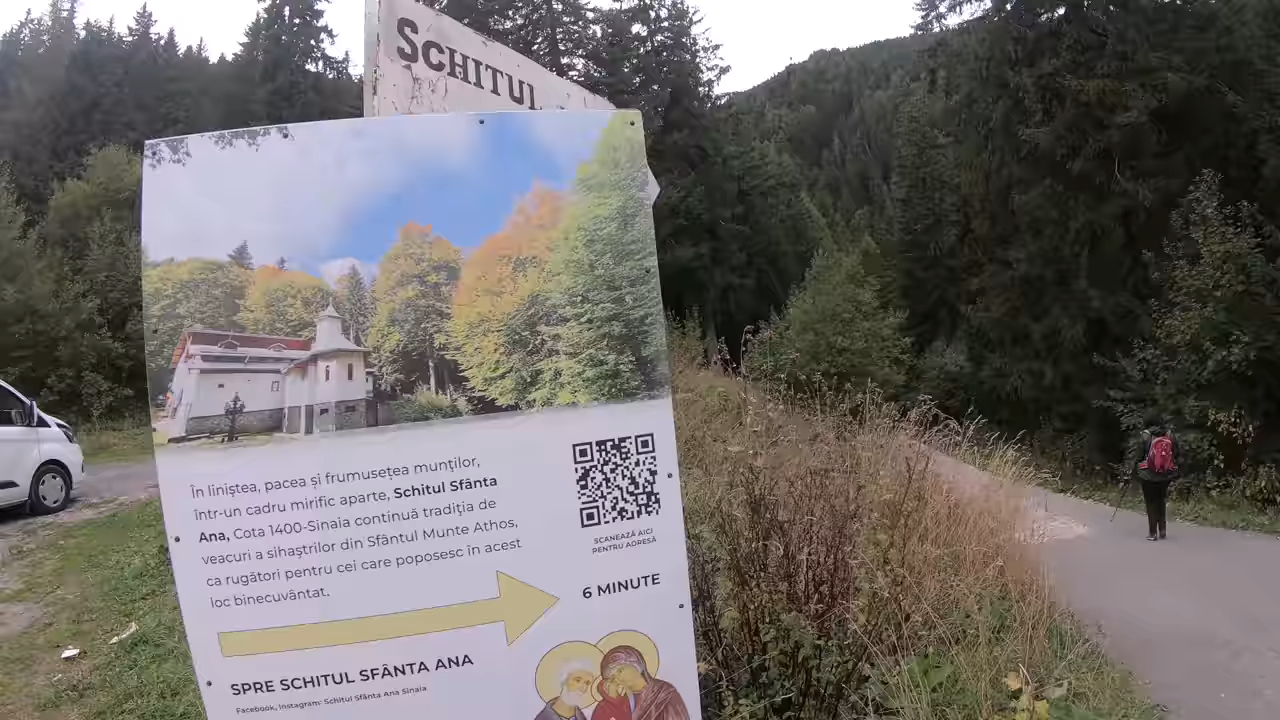 SCHITUL
În liniștea, pacea și frumusețea munților,
într-un cadru mirific aparte, Schitul Sfânta
Ana, Cota 1400-Sinaia continuă tradiția de
veacuri a sihaștrilor din Sfântul Munte Athos,
ca rugători pentru cei care poposesc în acest
loc binecuvântat.
SCANEAZĂ AICI
PENTRU ADRESĂ
6 MINUTE
SPRE SCHITUL SFÂNTA ANA
Facebook, Instagram: Schitul Sfânta Ana Sinaia